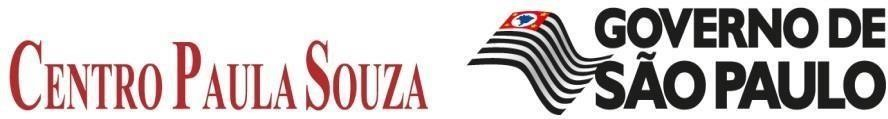 CENTRO PAULA SOUZA
GOVERNO DE
SÃO PAULO